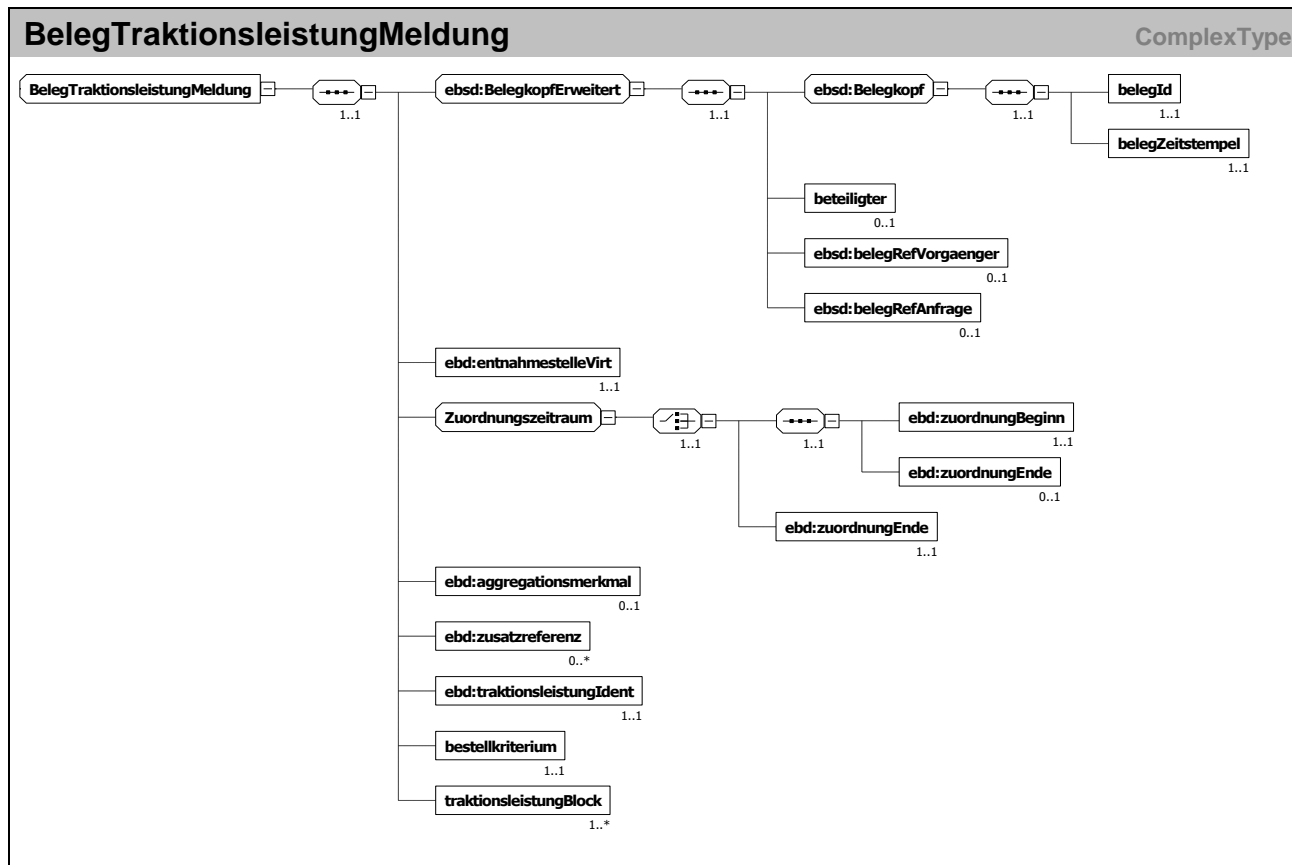 BelegTraktionsleistungMeldung ComplexType
BelegTraktionsleistungMeldung ebsd:BelegkopfErweitert ebsd:Belegkopf belegId
1..1 1..1 1..1 1..1
belegZeitstempel
1..1
beteiligter
0..1
ebsd:belegRefVorgaenger
0..1
ebsd:belegRefAnfrage
0..1
ebd:entnahmestelleVirt
1..1
Zuordnungszeitraum ebd:zuordnungBeginn
1..1 1..1 1..1
ebd:zuordnungEnde
0..1
ebd:zuordnungEnde
1..1
ebd:aggregationsmerkmal
0..1
ebd:zusatzreferenz
0..*
ebd:traktionsleistungIdent
1..1
bestellkriterium
1..1
traktionsleistungBlock
1..*